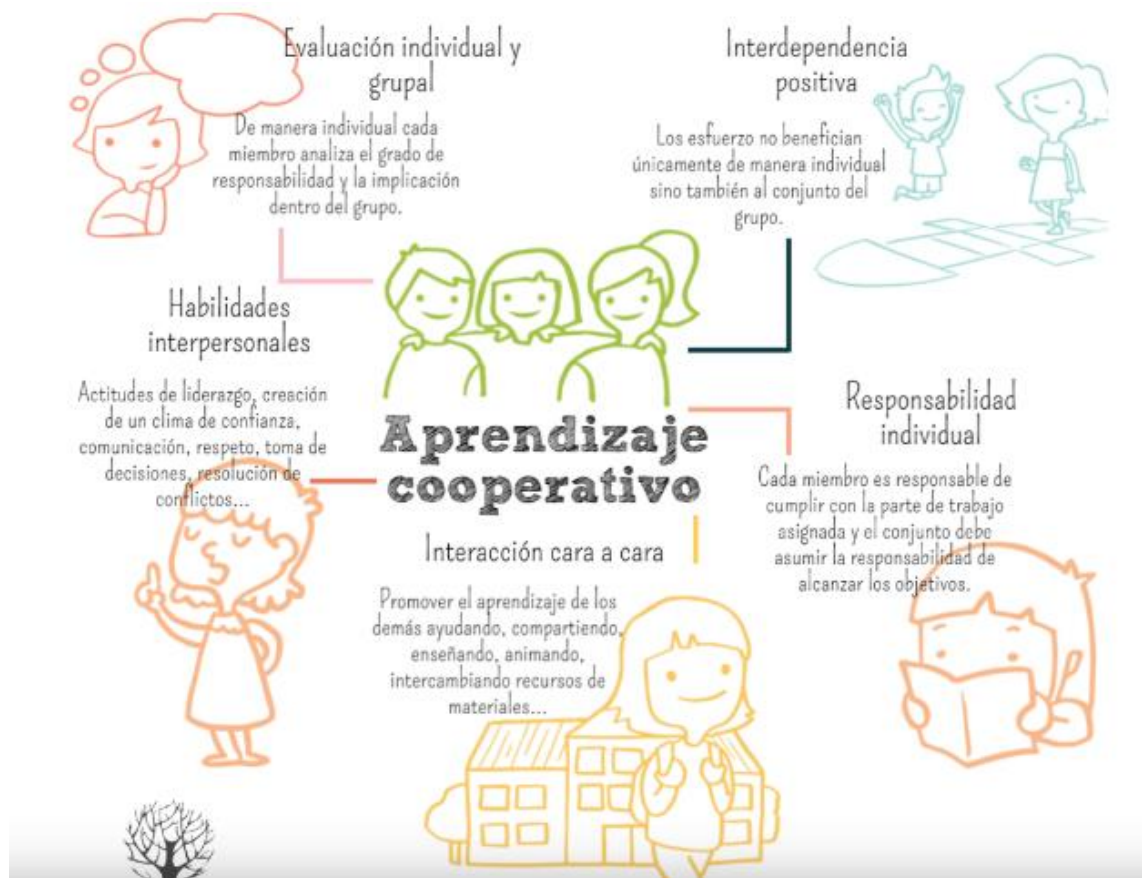 Evaluación individual y
grupal
De manera individual cada
miembro analiza el grado de
responsabilidad y la implicación
dentro del grupo.
Interdependencia
positiva
Los esfuerzo no benefician
únicamente de manera individual
sino también al conjunto del
grupo.
Habilidades
interpersonales
Actitudes de liderazgo, creación
de un clima de confianza,
comunicación, respeto, toma de
decisiones, resolución de
conflictos...
Aprendizaje
cooperativo
Responsabilidad
individual
Cada miembro es responsable de
cumplir con la parte de trabajo
asignada y el conjunto debe
asumir la responsabilidad de
alcanzar los objetivos.
Interacción cara a cara
Promover el aprendizaje de los
demás ayudando, compartiendo,
enseñando, animando,
intercambiando recursos de
materiales...